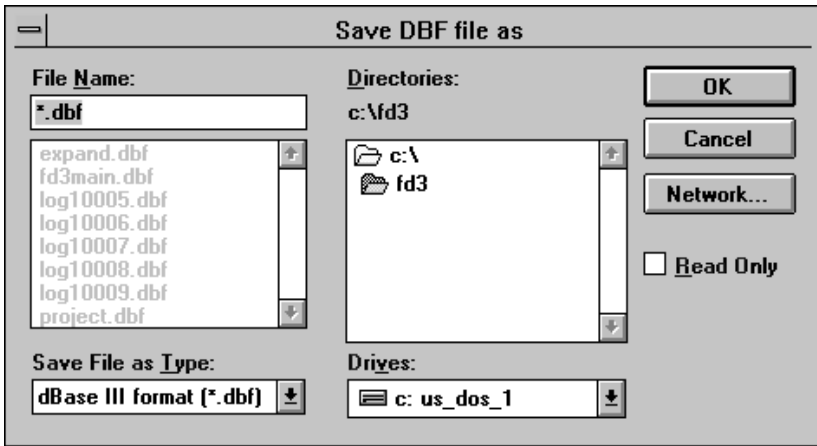 Save DBF file as
File Name:
*.dbf
expand.dbf
fd3main.dbf
log10005.dbf
log10006.dbf
log10007.dbf
log10008.dbf
log10009.dbf
project.dbf
Save File as Type:
dBase III format (*.dbf)
Directories:
c:\fd3
c:\
fd3
Drives:
c: us_dos_1
OK
Cancel
Network...
Read Only